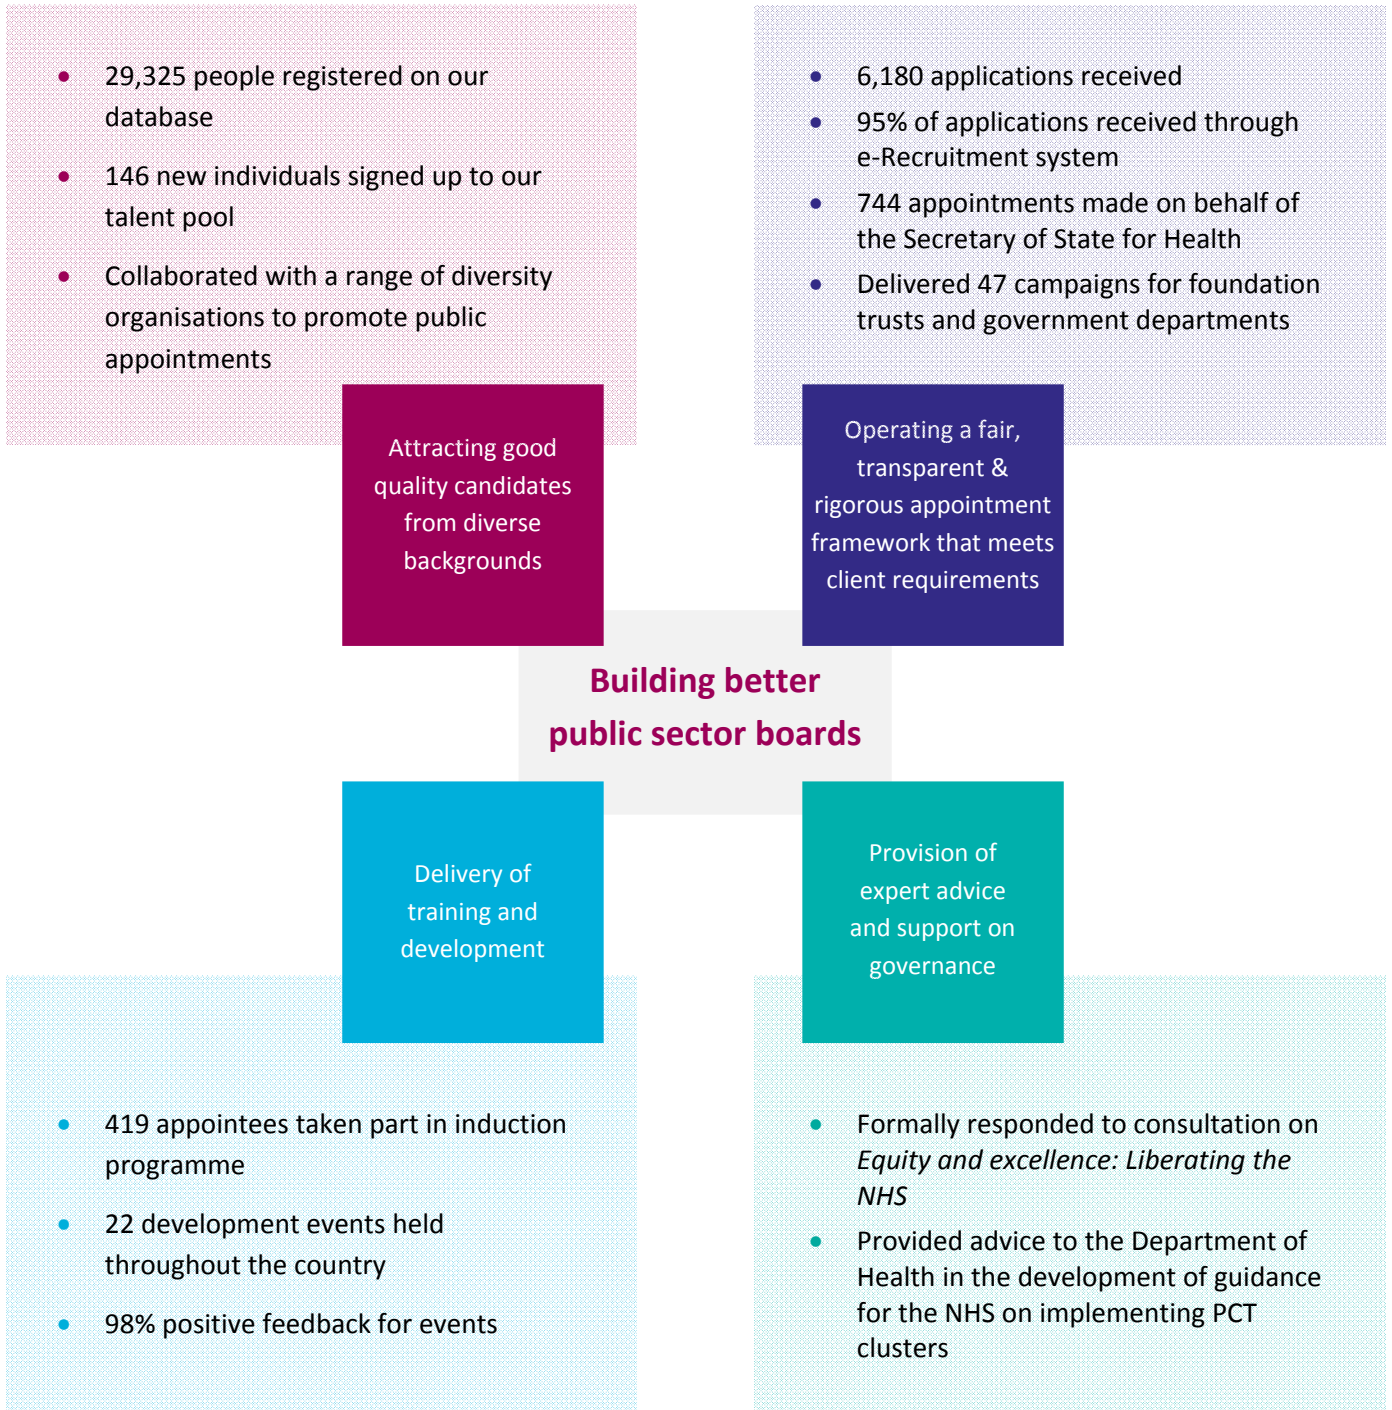 • 29,325 people registered on our
database
• 146 new individuals signed up to our
talent pool
• Collaborated with a range of diversity
organisations to promote public
appointments
• 6,180 applications received
• 95% of applications received through
e-Recruitment system
• 744 appointments made on behalf of
the Secretary of State for Health
• Delivered 47 campaigns for foundation
trusts and government departments
Attracting good
quality candidates
from diverse
backgrounds
Operating a fair,
transparent &
rigorous appointment
framework that meets
client requirements
Building better
public sector boards
Delivery of
training and
development
Provision of
expert advice
and support on
governance
• 419 appointees taken part in induction
programme
• 22 development events held
throughout the country
• 98% positive feedback for events
• Formally responded to consultation on
Equity and excellence: Liberating the
NHS
• Provided advice to the Department of
Health in the development of guidance
for the NHS on implementing PCT
clusters